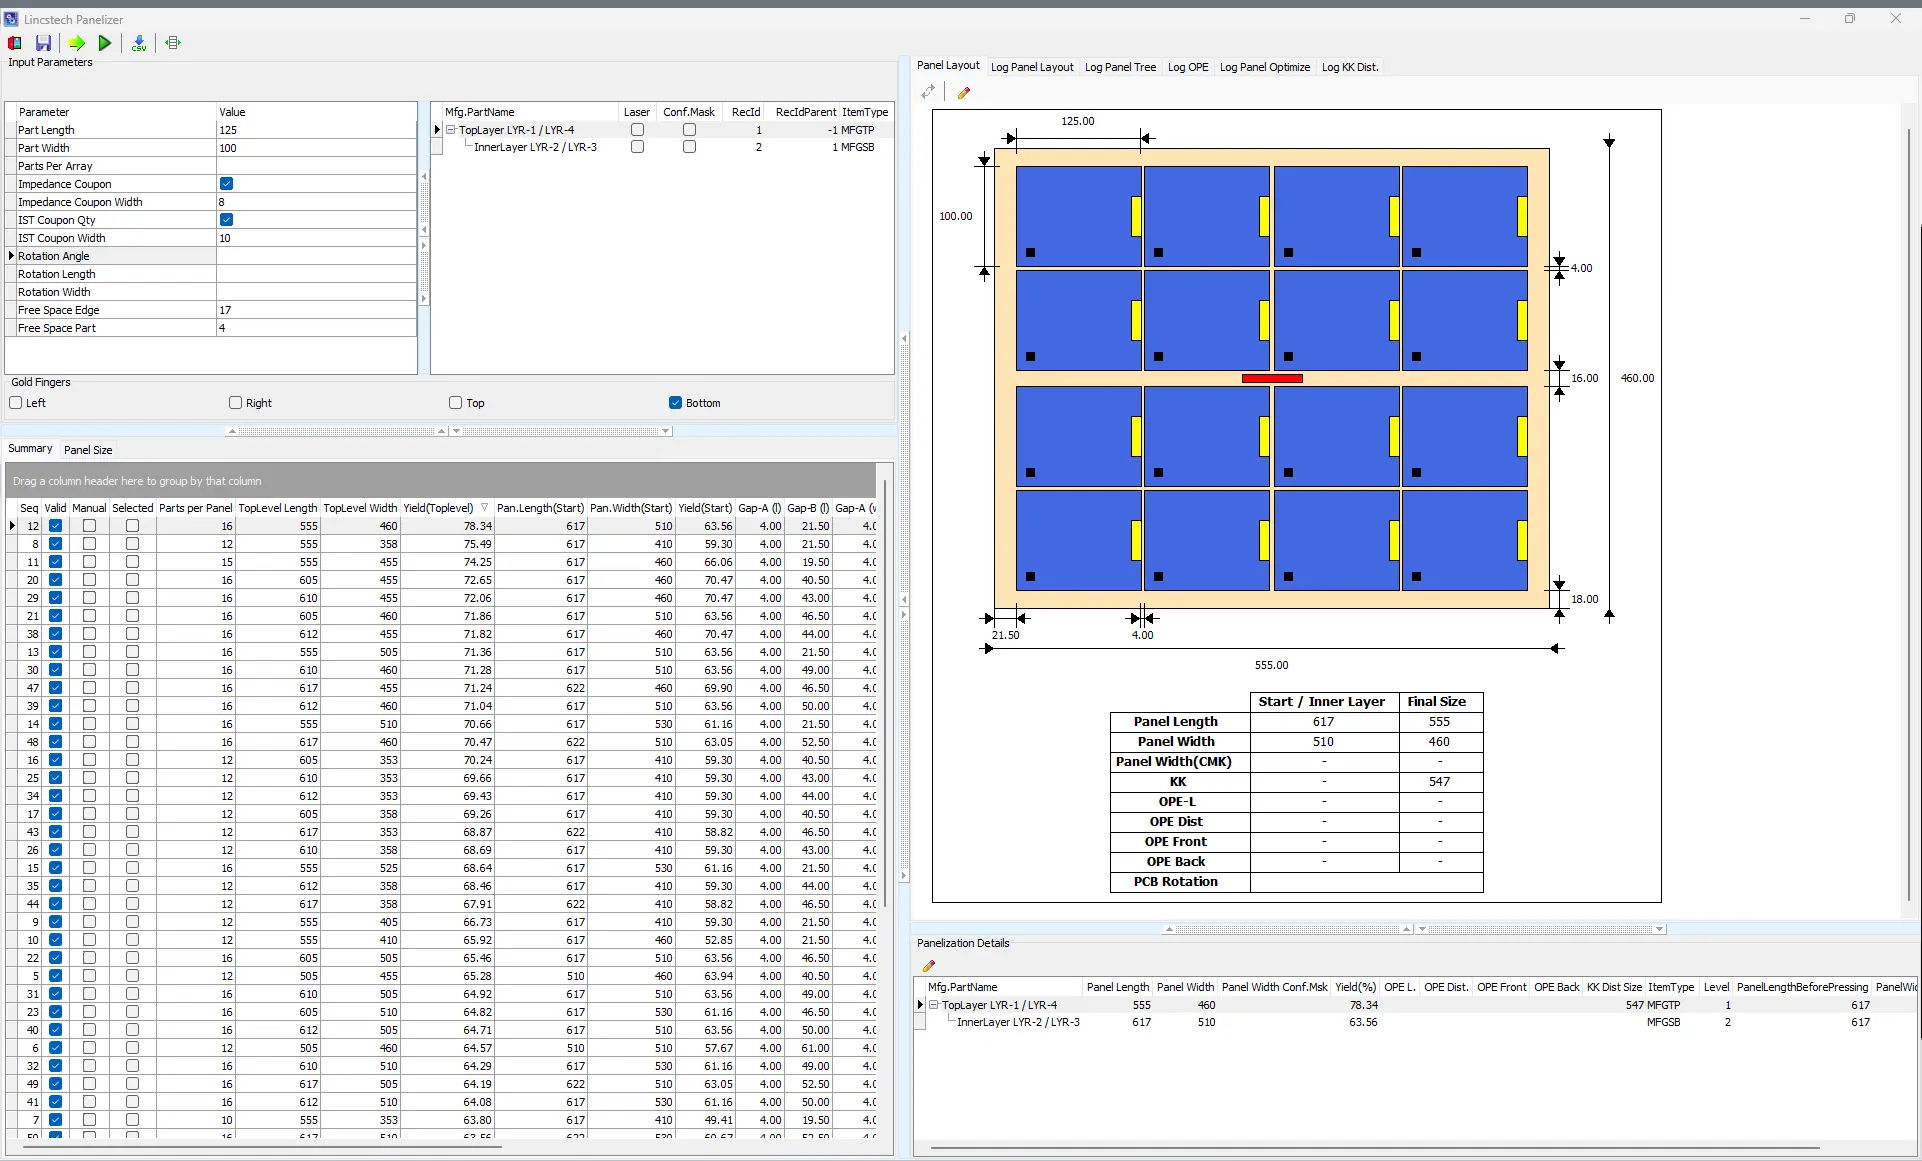 Lincstech Panelizer
CSV
Input Parameters
Parameter Value
Part Length 125
Part Width 100
Parts Per Array
Impedance Coupon
Impedance Coupon Width 8
IST Coupon Qty
IST Coupon Width 10
Rotation Angle
Rotation Length
Rotation Width
Free Space Edge 17
Free Space Part 4
Mfg.PartName Laser Conf.Mask RecId RecIdParent ItemType
TopLayer LYR-1 / LYR-4 1 -1 MFGTP
InnerLayer LYR-2 / LYR-3 2 1 MFGSB
Gold Fingers
Left Right Top Bottom
Summary Panel Size
Drag a column header here to group by that column
Seq Valid Manual Selected Parts per Panel TopLevel Length TopLevel Width Yield(Toplevel) Pan.Length(Start) Pan.Width(Start) Yield(Start) Gap-A (l) Gap-B (l) Gap-A (w
12 16 555 460 78.34 617 510 63.56 4.00 21.50 4.0
8 12 555 358 75.49 617 410 59.30 4.00 21.50 4.0
11 15 555 455 74.25 617 460 66.06 4.00 19.50 4.0
20 16 605 455 72.65 617 460 70.47 4.00 40.50 4.0
29 16 610 455 72.06 617 460 70.47 4.00 43.00 4.0
21 16 605 460 71.86 617 510 63.56 4.00 46.50 4.0
38 16 612 455 71.82 617 460 70.47 4.00 44.00 4.0
13 16 555 505 71.36 617 510 63.56 4.00 21.50 4.0
30 16 610 460 71.28 617 510 63.56 4.00 49.00 4.0
47 16 617 455 71.24 622 460 69.90 4.00 46.50 4.0
39 16 612 460 71.04 617 510 63.56 4.00 50.00 4.0
14 16 555 510 70.66 617 530 61.16 4.00 21.50 4.0
48 16 617 460 70.47 622 510 63.05 4.00 52.50 4.0
16 12 605 353 70.24 617 410 59.30 4.00 40.50 4.0
25 12 610 353 69.66 617 410 59.30 4.00 43.00 4.0
34 12 612 353 69.43 617 410 59.30 4.00 44.00 4.0
17 12 605 358 69.26 617 410 59.30 4.00 40.50 4.0
43 12 617 353 68.87 622 410 58.82 4.00 46.50 4.0
26 12 610 358 68.69 617 410 59.30 4.00 43.00 4.0
15 16 555 525 68.64 617 530 61.16 4.00 21.50 4.0
35 12 612 358 68.46 617 410 59.30 4.00 44.00 4.0
44 12 617 358 67.91 622 410 58.82 4.00 46.50 4.0
9 12 555 405 66.73 617 410 59.30 4.00 21.50 4.0
10 12 555 410 65.92 617 460 52.85 4.00 21.50 4.0
22 16 605 505 65.46 617 510 63.56 4.00 46.50 4.0
5 12 505 455 65.28 510 460 63.94 4.00 40.50 4.0
31 16 610 505 64.92 617 510 63.56 4.00 49.00 4.0
23 16 605 510 64.82 617 530 61.16 4.00 46.50 4.0
40 16 612 505 64.71 617 510 63.56 4.00 50.00 4.0
6 12 505 460 64.57 510 510 57.67 4.00 61.00 4.0
32 16 610 510 64.29 617 530 61.16 4.00 49.00 4.0
49 16 617 505 64.19 622 510 63.05 4.00 52.50 4.0
41 16 612 510 64.08 617 530 61.16 4.00 50.00 4.0
7 10 555 353 63.80 617 410 49.41 4.00 19.50 4.0
50 16 617 510 63.56 622 530 60.67 4.00 52.50 4.0
Panel Layout Log Panel Layout Log Panel Tree Log OPE Log Panel Optimize Log KK Dist.
125.00
100.00
4.00
16.00 460.00
18.00
21.50 4.00
555.00
Start / Inner Layer Final Size
Panel Length 617 555
Panel Width 510 460
Panel Width(CMK) - -
KK - 547
OPE-L - -
OPE Dist - -
OPE Front - -
OPE Back - -
PCB Rotation
Panelization Details
Mfg.PartName Panel Length Panel Width Panel Width Conf.Msk Yield(%) OPE L. OPE Dist. OPE Front OPE Back KK Dist Size ItemType Level PanelLengthBeforePressing PanelWi
TopLayer LYR-1 / LYR-4 555 460 78.34 547 MFGTP 1 617
InnerLayer LYR-2 / LYR-3 617 510 63.56 MFGSB 2 617